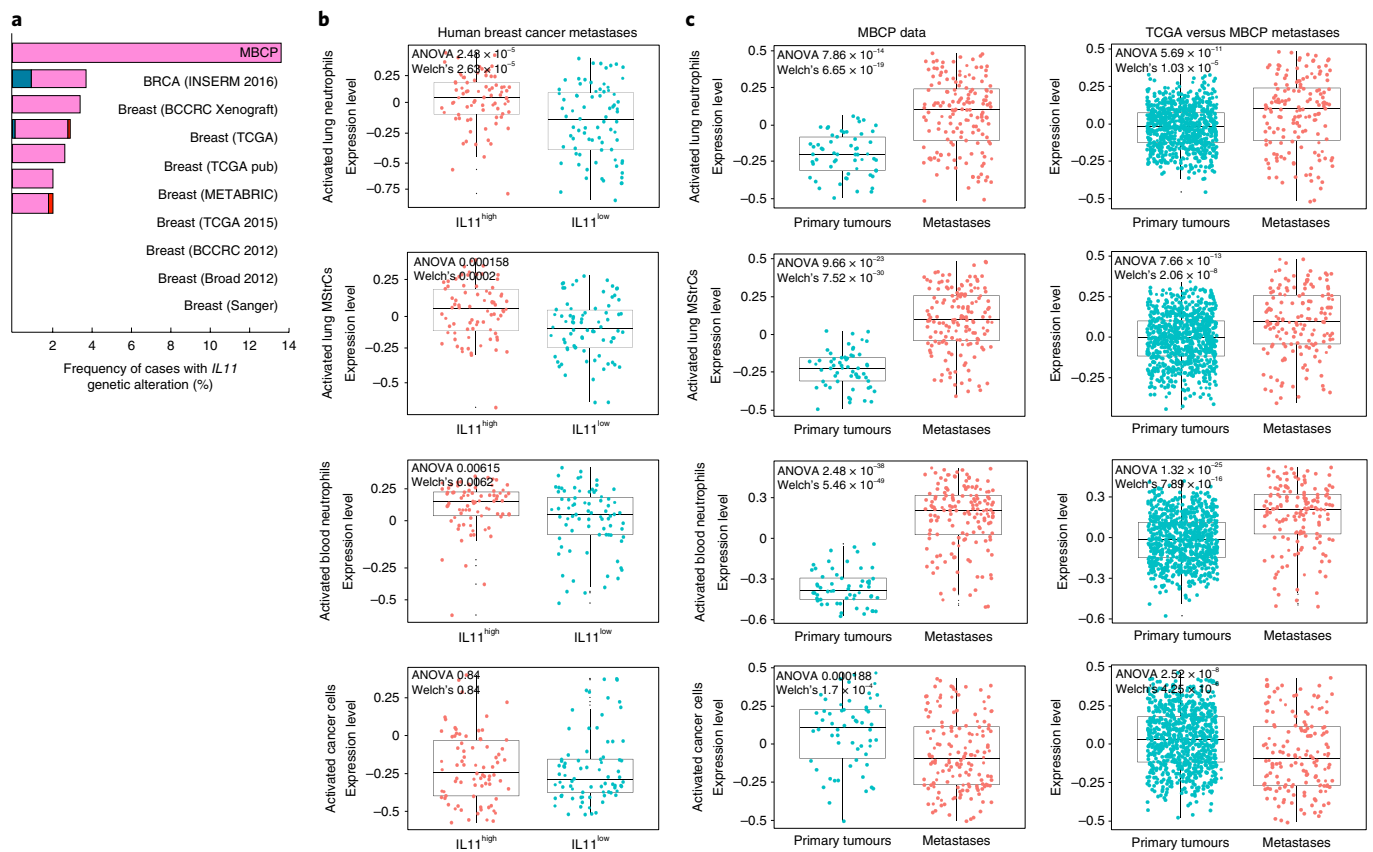 a
MBCP
BRCA (INSERM 2016)
Breast (BCCRC Xenograft)
Breast (TCGA)
Breast (TCGA pub)
Breast (METABRIC)
Breast (TCGA 2015)
Breast (BCCRC 2012)
Breast (Broad 2012)
Breast (Sanger)
2 4 6 8 10 12 14
Frequency of cases with IL11
genetic alteration (%)
b
Human breast cancer metastases
ANOVA 2.48 × 10⁻⁵
Welch's 2.63 × 10⁻⁵
Activated lung neutrophils
Expression level
0.25
0
−0.25
−0.5
−0.75
IL11ʰⁱᵍʰ IL11ˡᵒʷ
ANOVA 0.000158
Welch's 0.0002
Expression level
0.25
0
−0.25
−0.5
IL11ʰⁱᵍʰ IL11ˡᵒʷ
ANOVA 0.00615
Welch's 0.0062
Activated blood neutrophils
Expression level
0.25
0
−0.25
−0.5
IL11ʰⁱᵍʰ IL11ˡᵒʷ
ANOVA 0.84
Welch's 0.84
Activated cancer cells
Expression level
0.25
0
−0.25
−0.5
IL11ʰⁱᵍʰ IL11ˡᵒʷ
c
MBCP data
ANOVA 7.86 × 10⁻¹⁴
Welch's 6.65 × 10⁻¹⁹
Activated lung neutrophils
Expression level
0.5
0.25
0
−0.25
−0.5
Primary tumours Metastases
ANOVA 9.66 × 10⁻²³
Welch's 7.52 × 10⁻³⁰
Activated lung MStrCs
Expression level
0.5
0.25
0
−0.25
−0.5
Primary tumours Metastases
ANOVA 2.48 × 10⁻³⁸
Welch's 5.46 × 10⁻⁴⁹
Activated blood neutrophils
Expression level
0.3
0
−0.3
−0.6
Primary tumours Metastases
ANOVA 0.000188
Welch's 1.7 × 10⁻⁴
Activated cancer cells
Expression level
0.5
0.25
0
−0.25
−0.5
Primary tumours Metastases
TCGA versus MBCP metastases
ANOVA 5.69 × 10⁻¹¹
Welch's 1.03 × 10⁻⁵
Expression level
0.5
0.25
0.0
−0.25
−0.5
Primary tumours Metastases
ANOVA 7.66 × 10⁻¹³
Welch's 2.06 × 10⁻⁸
Expression level
0.5
0.25
0.0
−0.25
Primary tumours Metastases
ANOVA 1.32 × 10⁻²⁵
Welch's 7.89 × 10⁻¹⁶
Expression level
0.3
0.0
−0.3
−0.6
Primary tumours Metastases
ANOVA 2.52 × 10⁻⁸
Welch's 4.25 ×
Expression level
0.5
0.25
0.0
−0.25
−0.5
Primary tumours Metastases